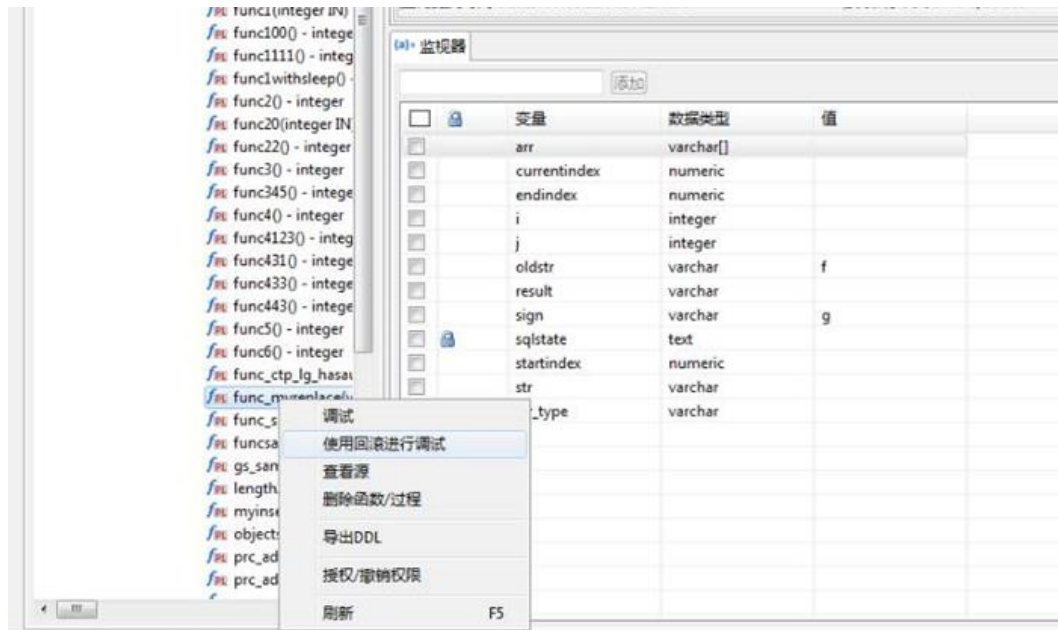 func1(integer IN)
func100() - intege
func1111() - integ
func1withsleep() -
func2() - integer
func20(integer IN
func22() - integer
func3() - integer
func345() - intege
func4() - integer
func4123() - integ
func431() - intege
func433() - intege
func443() - intege
func5() - integer
func6() - integer
func_ctp_lg_hasau
func_myreplace(v
func_s
funcsa
gs_san
length
myinse
object
prc_ad
prc_ad
监视器
添加
变量 数据类型 值
arr varchar[]
currentindex numeric
endindex numeric
i integer
j integer
oldstr varchar f
result varchar
sign varchar g
sqlstate text
startindex numeric
str varchar
_type varchar
调试
使用回滚进行调试
查看源
删除函数/过程
导出DDL
授权/撤销权限
刷新 F5